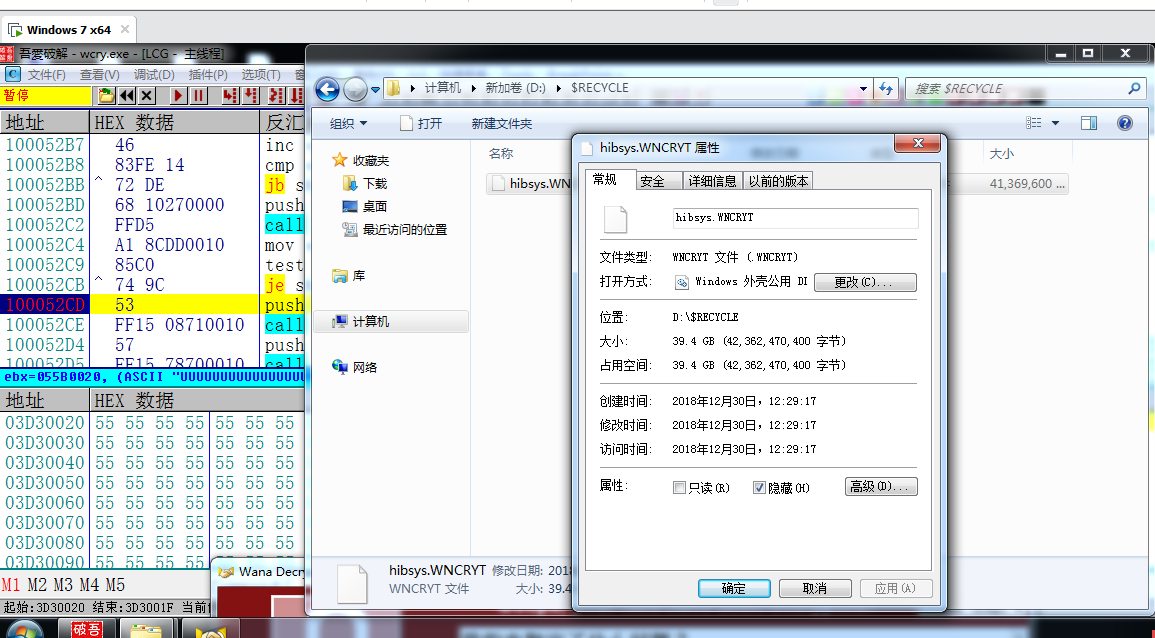 Windows 7 x64
吾愛破解 - wcry.exe - [LCG - 主线程]
文件(F) 查看(V) 调试(D) 插件(P) 选项(T)
暂停
地址 HEX 数据 反汇
100052B7 46 inc
100052B8 83FE 14 cmp
100052BB ^ 72 DE jb s
100052BD 68 10270000 push
100052C2 FFD5 call
100052C4 A1 8CDD0010 mov
100052C9 85C0 test
100052CB ^ 74 9C je s
100052CD 53 push
100052CE FF15 08710010 call
100052D4 57 push
100052D5 FF15 78700010 call
ebx=055B0020, (ASCII "UUUUUUUUUUUUUUUU
地址 HEX 数据
03D30020 55 55 55 55 55 55 55
03D30030 55 55 55 55 55 55 55
03D30040 55 55 55 55 55 55 55
03D30050 55 55 55 55 55 55 55
03D30060 55 55 55 55 55 55 55
03D30070 55 55 55 55 55 55 55
03D30080 55 55 55 55 55 55 55
03D30090 55 55 55 55 55 55 55
M1 M2 M3 M4 M5
起始:3D30020 结束:3D3001F 当前
Wana Decry
破吾
计算机 新加卷 (D:) $RECYCLE
搜索 $RECYCLE
组织 打开 新建文件夹
收藏夹
下载
桌面
最近访问的位置
库
计算机
网络
名称 大小
hibsys.WN 41,369,600 ...
hibsys.WNCRYT 修改日期: 201
WNCRYT 文件 大小: 39.4
hibsys.WNCRYT 属性
常规 安全 详细信息 以前的版本
hibsys.WNCRYT
文件类型: WNCRYT 文件 (.WNCRYT)
打开方式: Windows 外壳公用 Dl 更改(C)...
位置: D:\$RECYCLE
大小: 39.4 GB (42,362,470,400 字节)
占用空间: 39.4 GB (42,362,470,400 字节)
创建时间: 2018年12月30日，12:29:17
修改时间: 2018年12月30日，12:29:17
访问时间: 2018年12月30日，12:29:17
属性: 只读(R) 隐藏(H) 高级(D)...
确定 取消 应用(A)